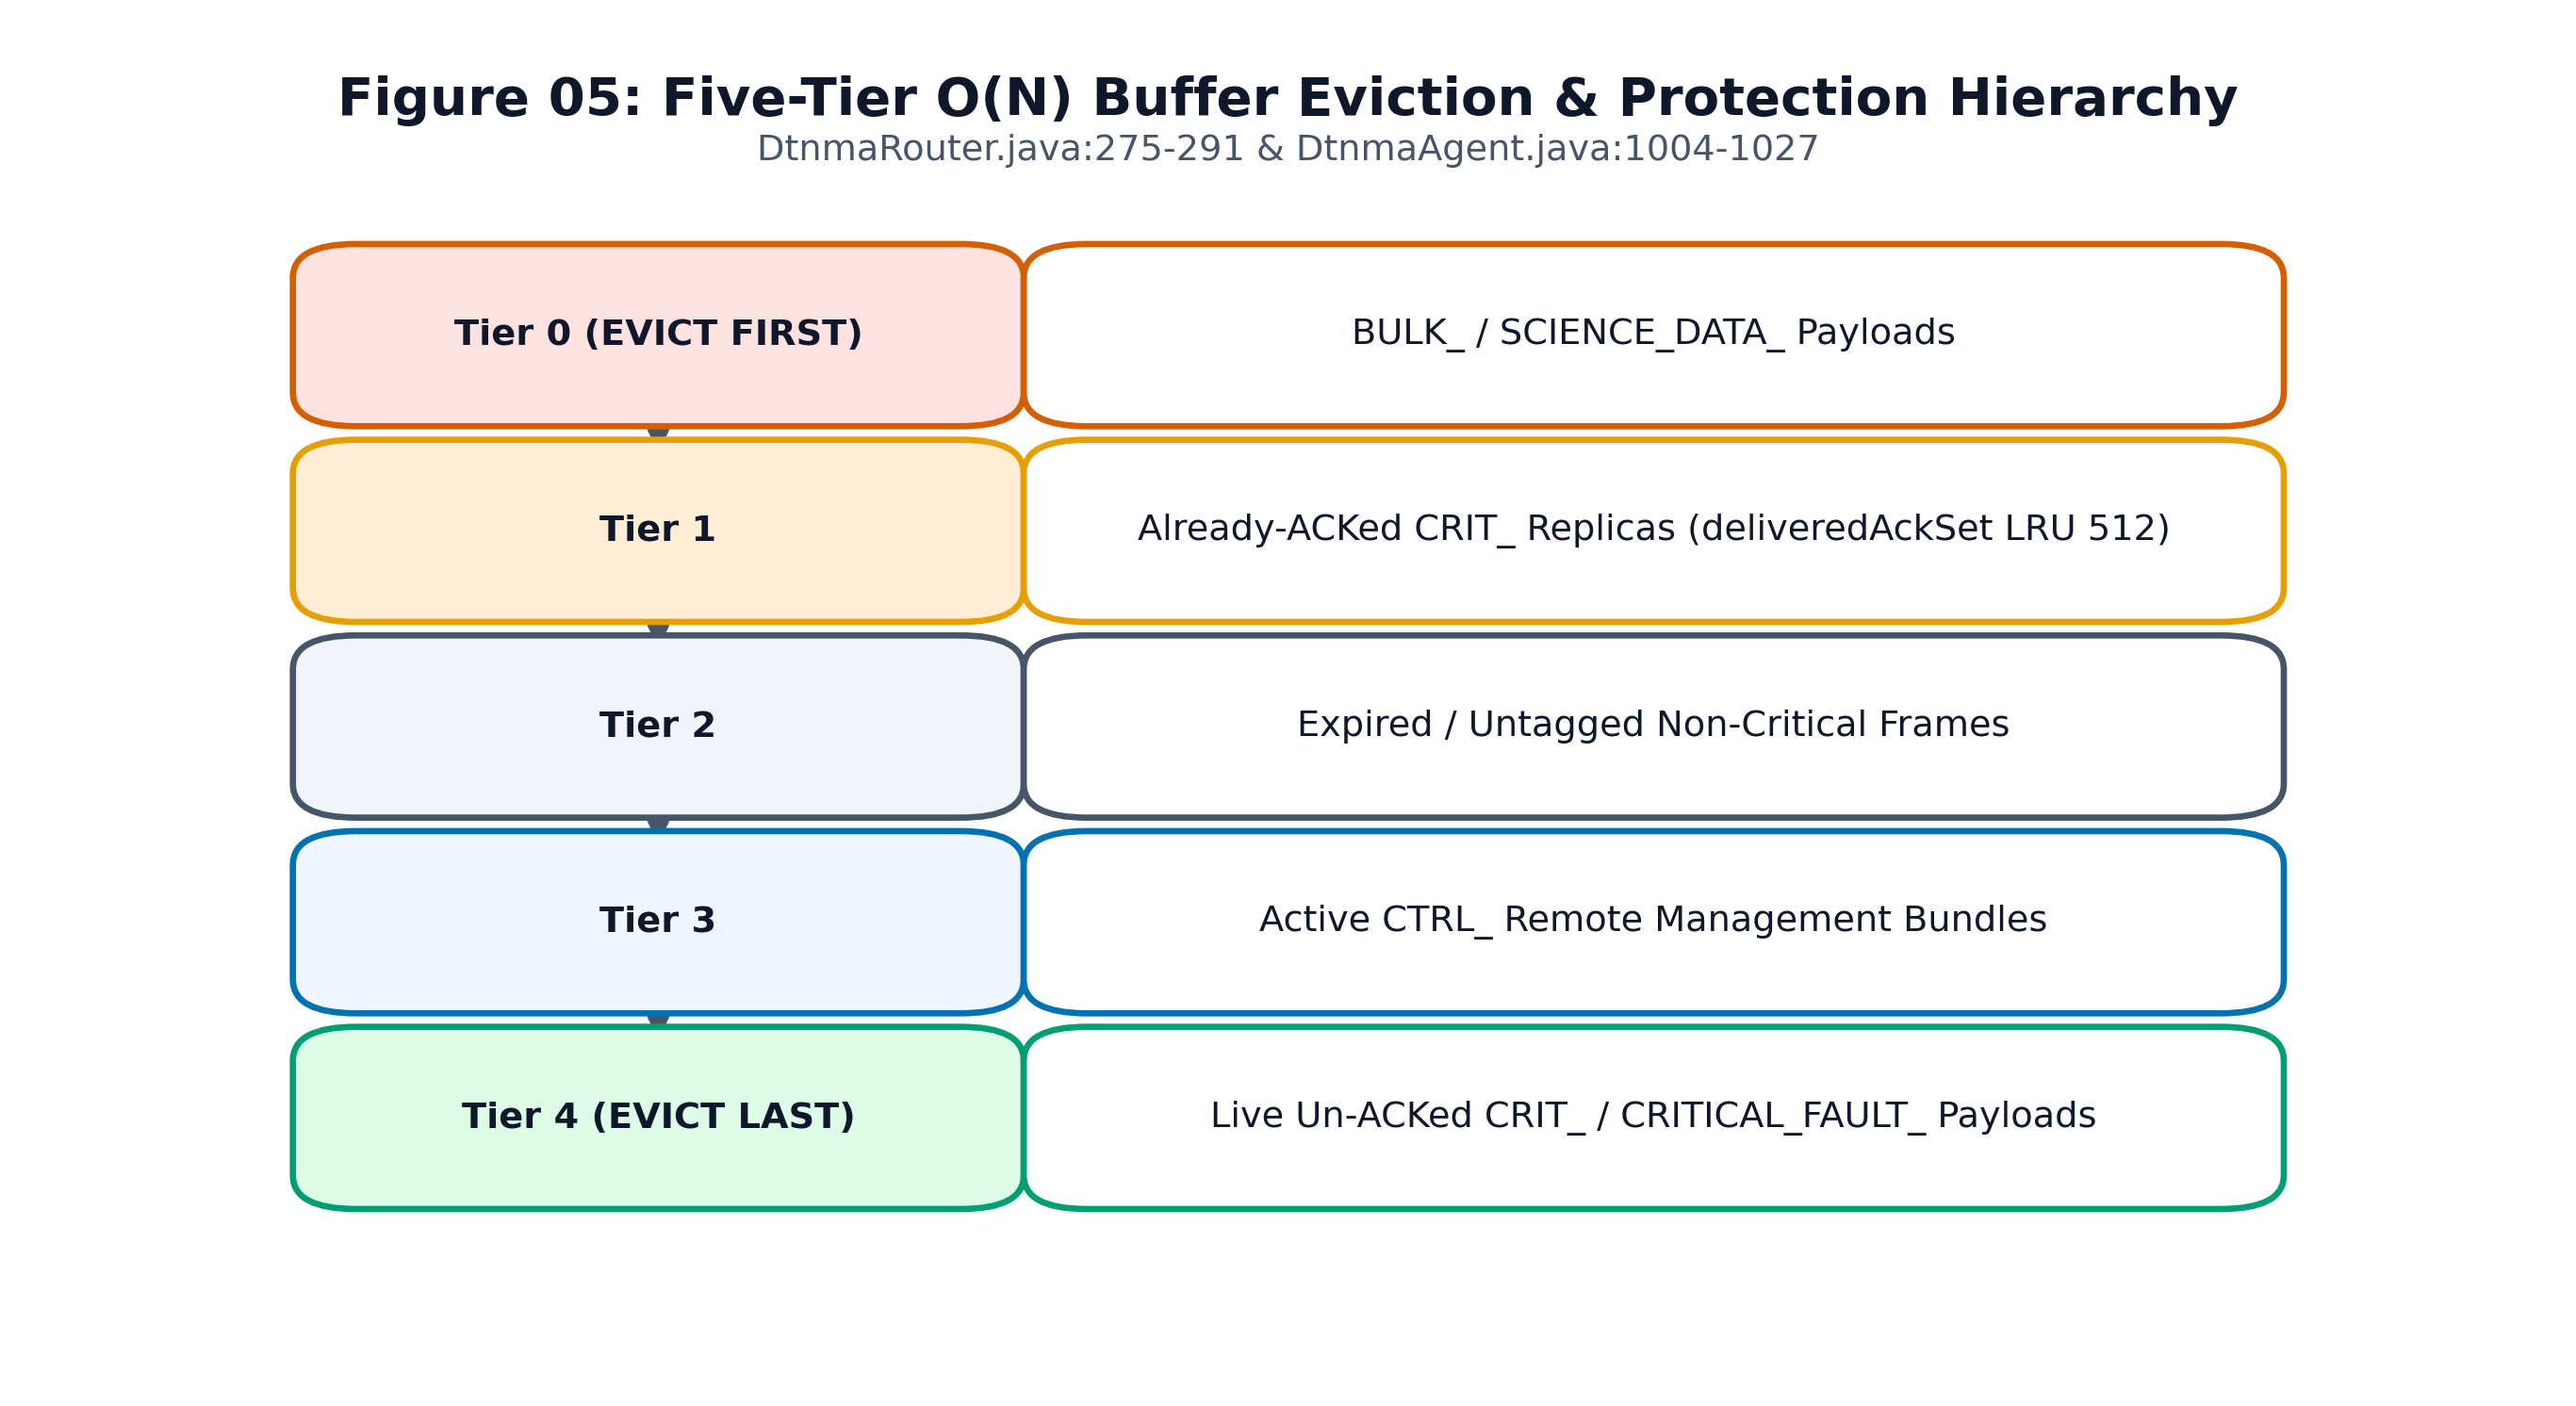 Figure 05: Five-Tier O(N) Buffer Eviction & Protection Hierarchy
DtnmaRouter.java:275-291 & DtnmaAgent.java:1004-1027
Tier 0 (EVICT FIRST)
BULK_ / SCIENCE_DATA_ Payloads
Tier 1
Already-ACKed CRIT_ Replicas (deliveredAckSet LRU 512)
Tier 2
Expired / Untagged Non-Critical Frames
Tier 3
Active CTRL_ Remote Management Bundles
Tier 4 (EVICT LAST)
Live Un-ACKed CRIT_ / CRITICAL_FAULT_ Payloads